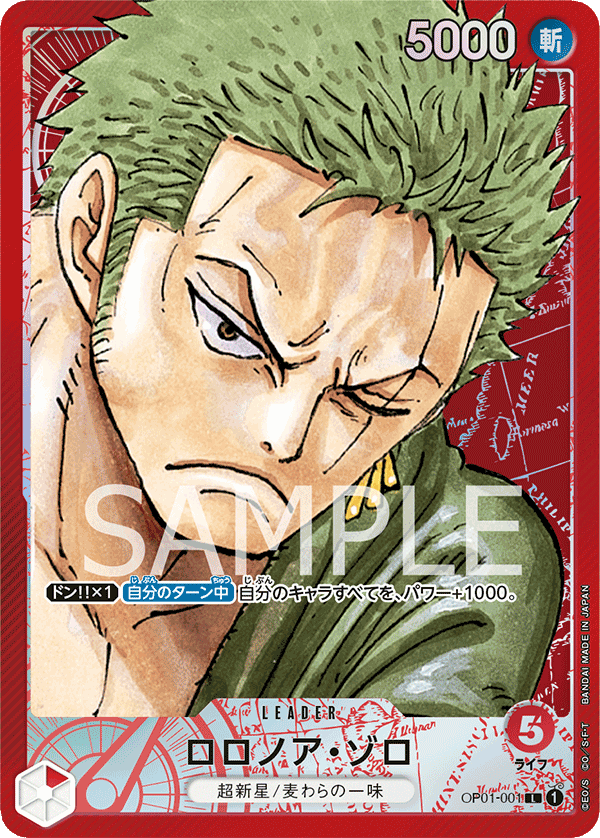 5000
斬
MEER
PHILIP
SAMPLE
ドン!!×1 自分のターン中 自分のキャラすべてを、パワー+1000。
LEADER
5
ライフ
ロロノア・ゾロ
超新星/麦わらの一味
OP01-001 L 1
©E.O/S. ©O./S.F.T BANDAI MADE IN JAPAN